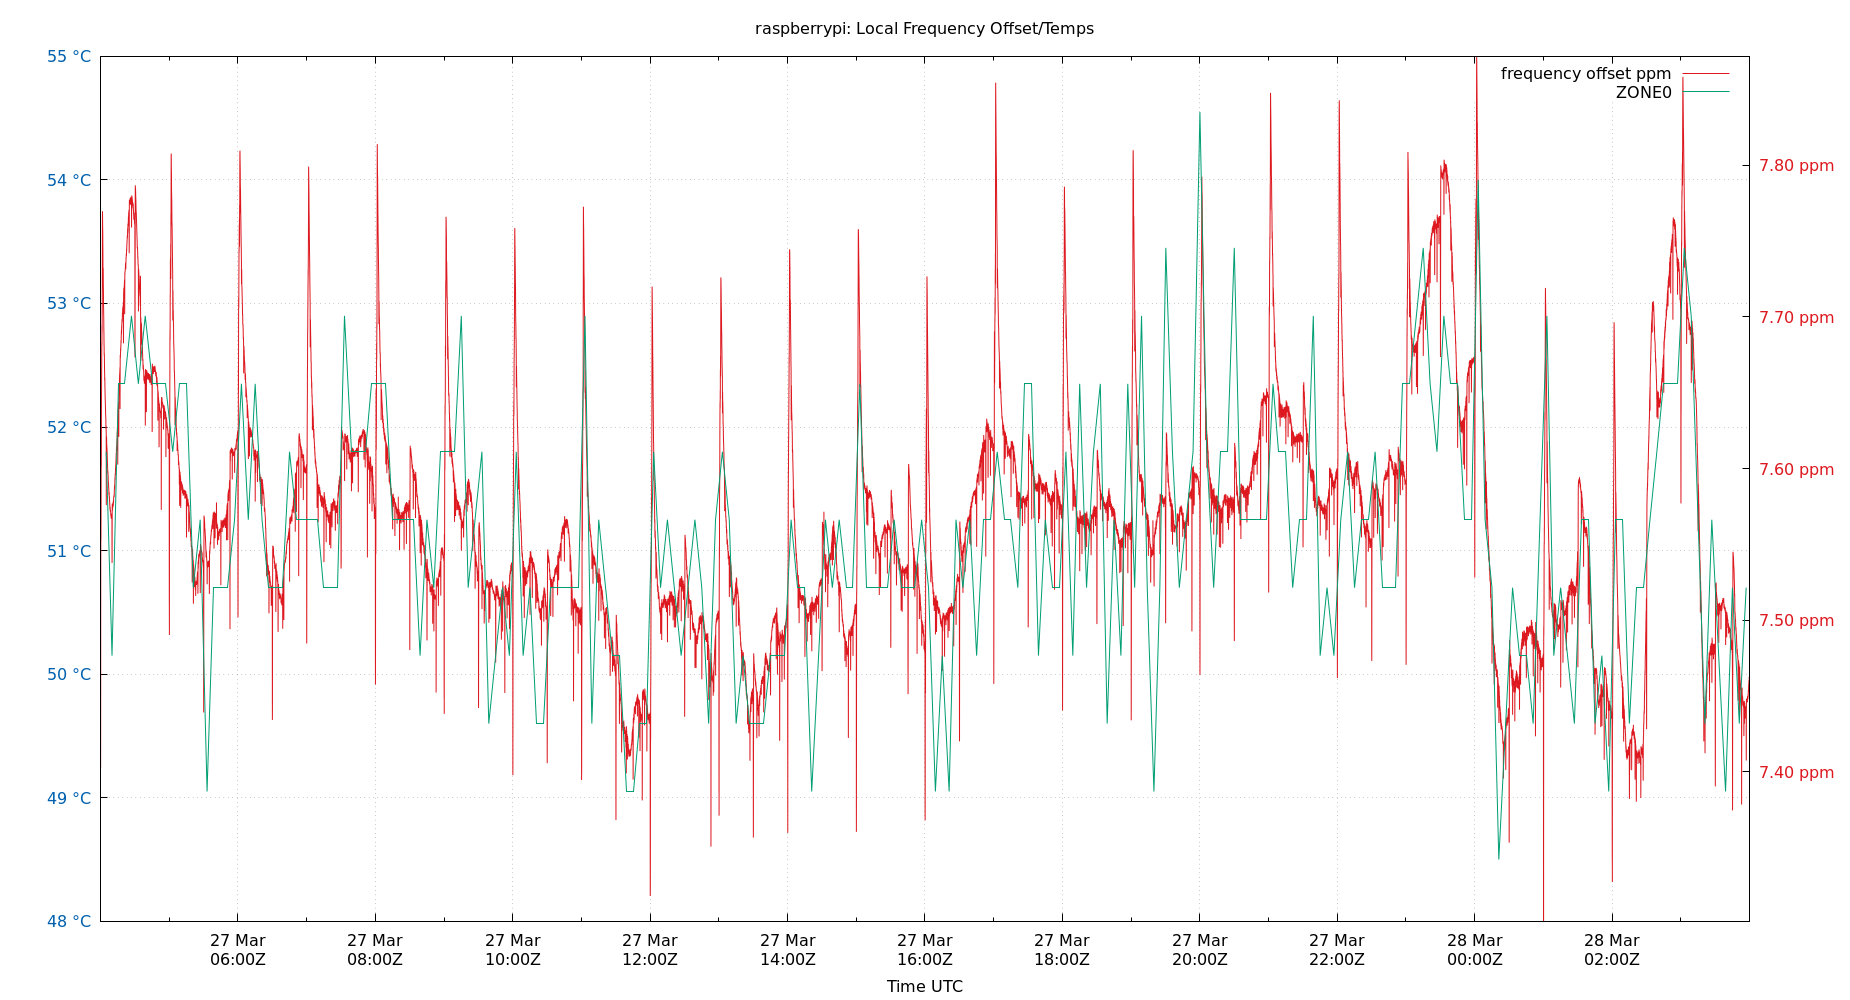 raspberrypi: Local Frequency Offset/Temps
55 °C
54 °C
53 °C
52 °C
51 °C
50 °C
49 °C
48 °C
frequency offset ppm
ZONE0
7.80 ppm
7.70 ppm
7.60 ppm
7.50 ppm
7.40 ppm
27 Mar
06:00Z
27 Mar
08:00Z
27 Mar
10:00Z
27 Mar
12:00Z
27 Mar
14:00Z
27 Mar
16:00Z
27 Mar
18:00Z
27 Mar
20:00Z
27 Mar
22:00Z
28 Mar
00:00Z
28 Mar
02:00Z
Time UTC